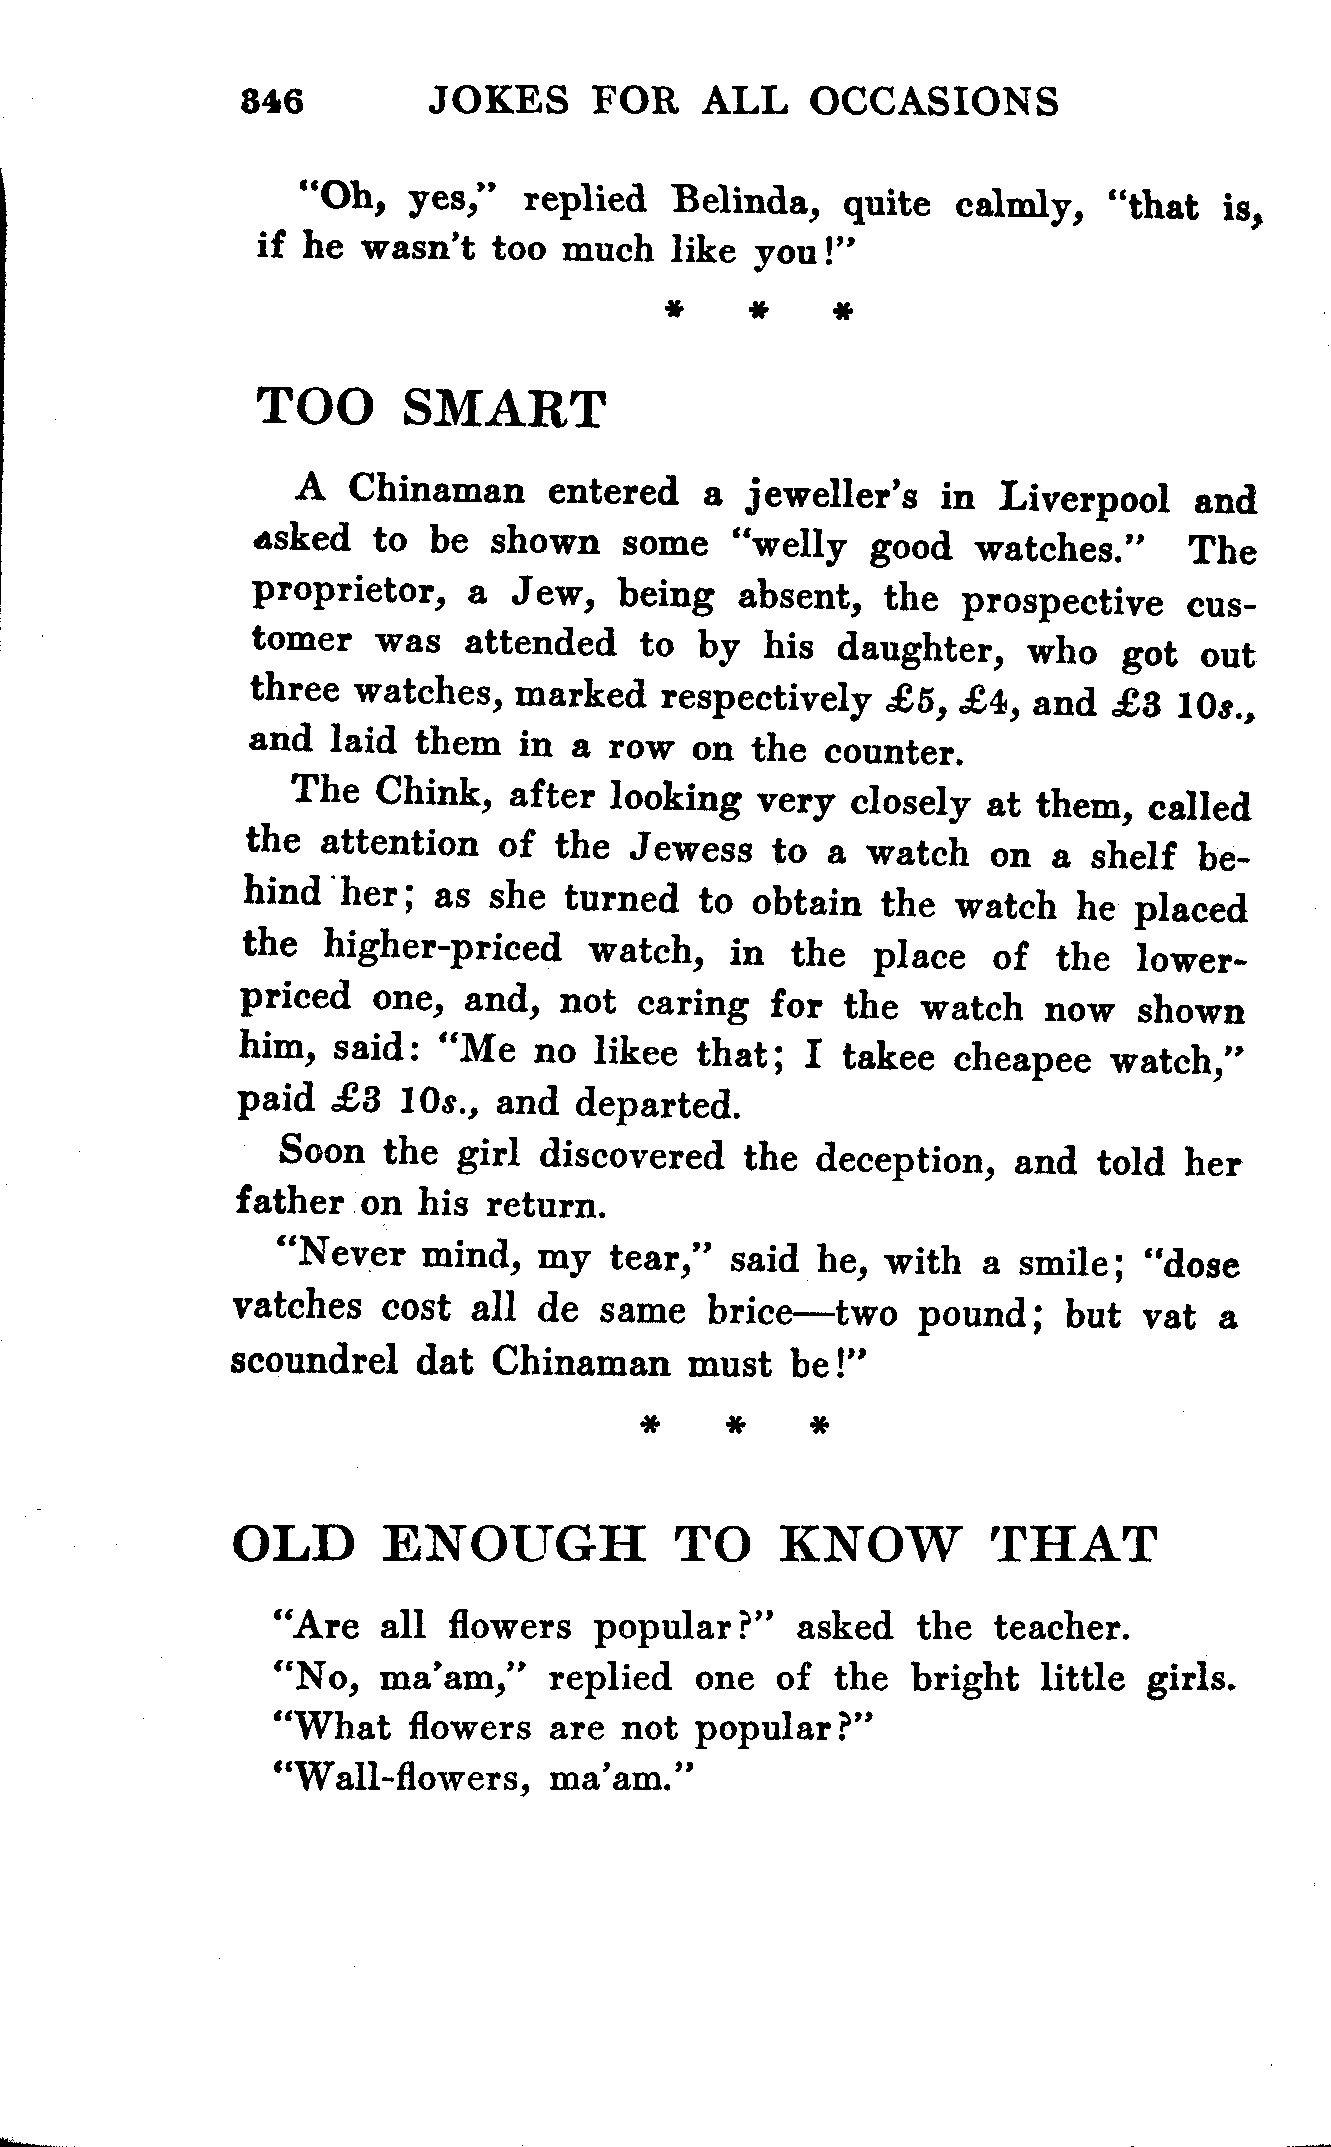 346 JOKES FOR ALL OCCASIONS
"Oh, yes," replied Belinda, quite calmly, "that is,
if he wasn't too much like you!"
* * *
TOO SMART
A Chinaman entered a jeweller's in Liverpool and
asked to be shown some "welly good watches." The
proprietor, a Jew, being absent, the prospective cus-
tomer was attended to by his daughter, who got out
three watches, marked respectively £5, £4, and £3 10s.,
and laid them in a row on the counter.
The Chink, after looking very closely at them, called
the attention of the Jewess to a watch on a shelf be-
hind her; as she turned to obtain the watch he placed
the higher-priced watch, in the place of the lower-
priced one, and, not caring for the watch now shown
him, said: "Me no likee that; I takee cheapee watch,"
paid £3 10s., and departed.
Soon the girl discovered the deception, and told her
father on his return.
"Never mind, my tear," said he, with a smile; "dose
vatches cost all de same brice—two pound; but vat a
scoundrel dat Chinaman must be!"
* * *
OLD ENOUGH TO KNOW THAT
"Are all flowers popular?" asked the teacher.
"No, ma'am," replied one of the bright little girls.
"What flowers are not popular?"
"Wall-flowers, ma'am."